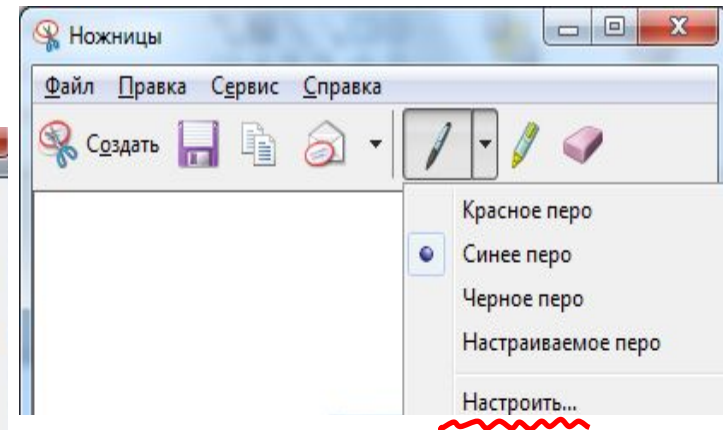 Ножницы
Файл Правка Сервис Справка
Создать
Красное перо
Синее перо
Черное перо
Настраиваемое перо
Настроить...